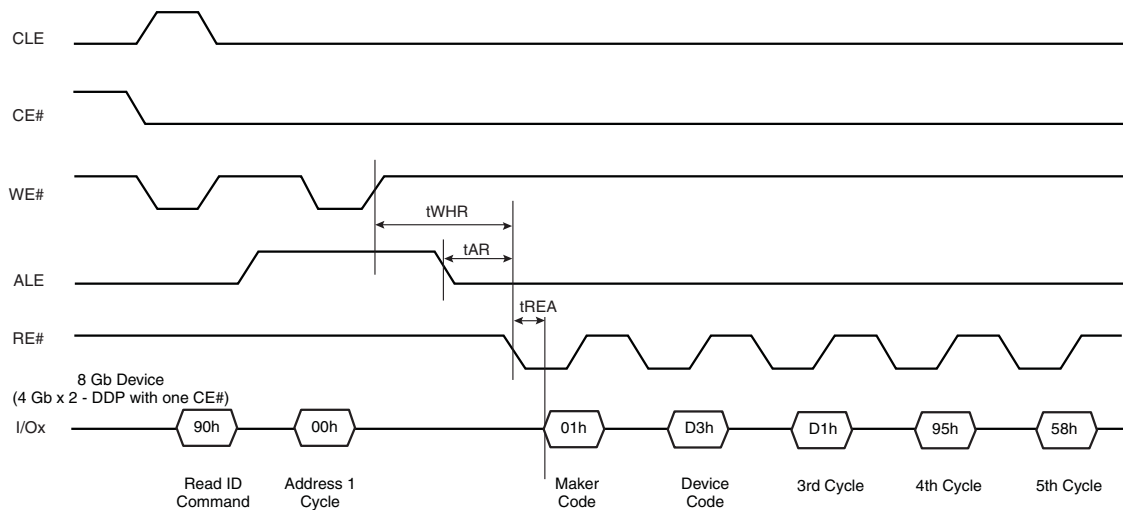 CLE
CE#
WE#
tWHR
tAR
ALE
tREA
RE#
8 Gb Device
(4 Gb x 2 - DDP with one CE#)
I/Ox
90h
00h
01h
D3h
D1h
95h
58h
Read ID
Command
Address 1
Cycle
Maker
Code
Device
Code
3rd Cycle
4th Cycle
5th Cycle